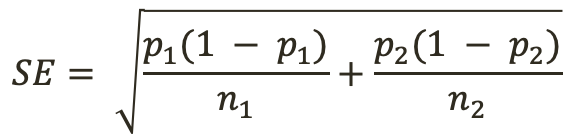 SE = √(p₁(1 − p₁)/n₁ + p₂(1 − p₂)/n₂)